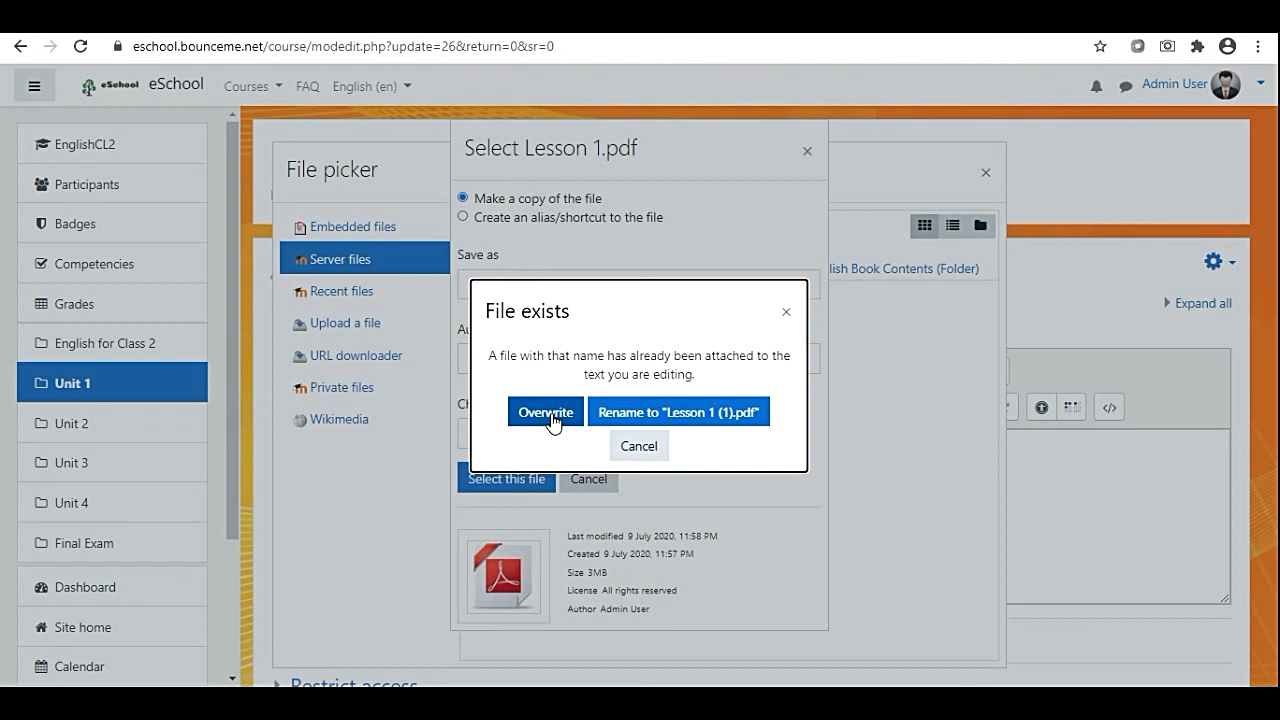 eschool.bounceme.net/course/modedit.php?update=26&return=0&sr=0
eSchool
eSchool
Courses
FAQ
English (en)
Admin User
EnglishCL2
Participants
Badges
Competencies
Grades
English for Class 2
Unit 1
Unit 2
Unit 3
Unit 4
Final Exam
Dashboard
Site home
Calendar
File picker
Embedded files
Server files
Recent files
Upload a file
URL downloader
Private files
Wikimedia
Select Lesson 1.pdf
Make a copy of the file
Create an alias/shortcut to the file
Save as
File exists
A file with that name has already been attached to the
text you are editing.
Overwrite
Rename to "Lesson 1 (1).pdf"
Cancel
Select this file
Cancel
Last modified 9 July 2020, 11:58 PM
Created 9 July 2020, 11:57 PM
Size 3MB
License All rights reserved
Author Admin User
Book Contents (Folder)
Expand all
Restrict access